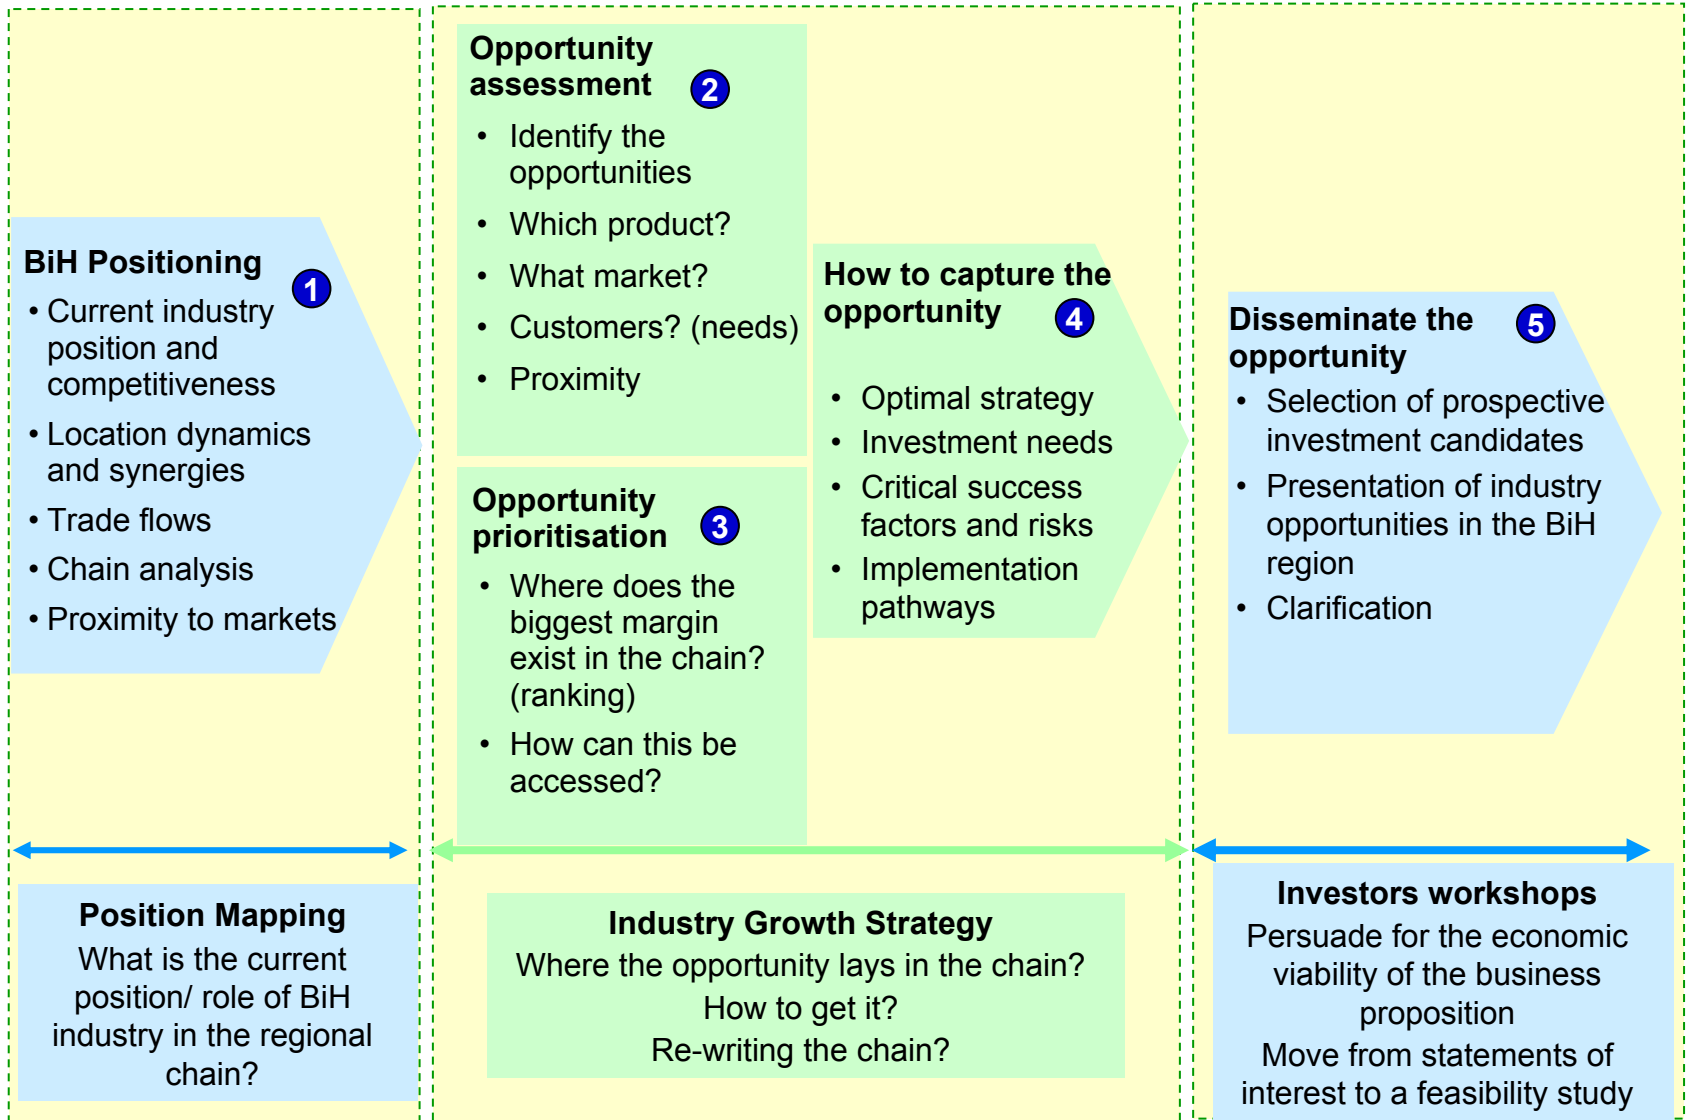 BiH Positioning
1
• Current industry
position and
competitiveness
• Location dynamics
and synergies
• Trade flows
• Chain analysis
• Proximity to markets
Opportunity
assessment
2
• Identify the
opportunities
• Which product?
• What market?
• Customers? (needs)
• Proximity
Opportunity
prioritisation
3
• Where does the
biggest margin
exist in the chain?
(ranking)
• How can this be
accessed?
How to capture the
opportunity
4
• Optimal strategy
• Investment needs
• Critical success
factors and risks
• Implementation
pathways
Disseminate the
opportunity
5
• Selection of prospective
investment candidates
• Presentation of industry
opportunities in the BiH
region
• Clarification
Position Mapping
What is the current
position/ role of BiH
industry in the regional
chain?
Industry Growth Strategy
Where the opportunity lays in the chain?
How to get it?
Re-writing the chain?
Investors workshops
Persuade for the economic
viability of the business
proposition
Move from statements of
interest to a feasibility study